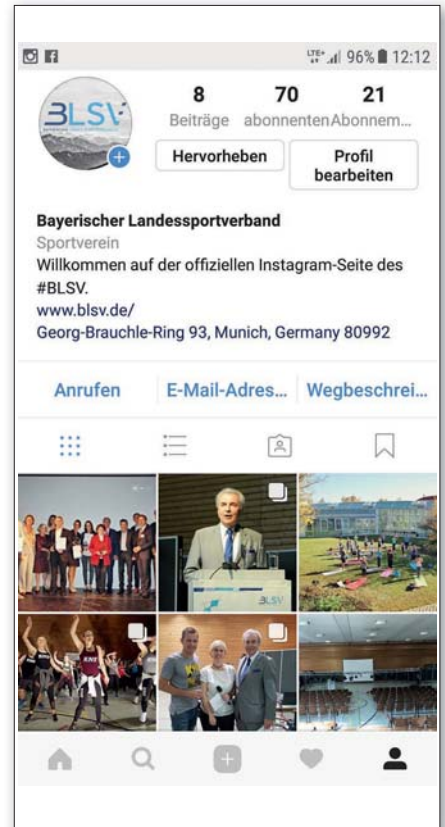 LTE+ 96% 12:12
BLSV
8 70 21
Beiträge abonnenten Abonnem...
Hervorheben Profil bearbeiten
Bayerischer Landessportverband
Sportverein
Willkommen auf der offiziellen Instagram-Seite des
#BLSV.
www.blsv.de/
Georg-Brauchle-Ring 93, Munich, Germany 80992
Anrufen E-Mail-Adres... Wegbeschrei...
BLSV